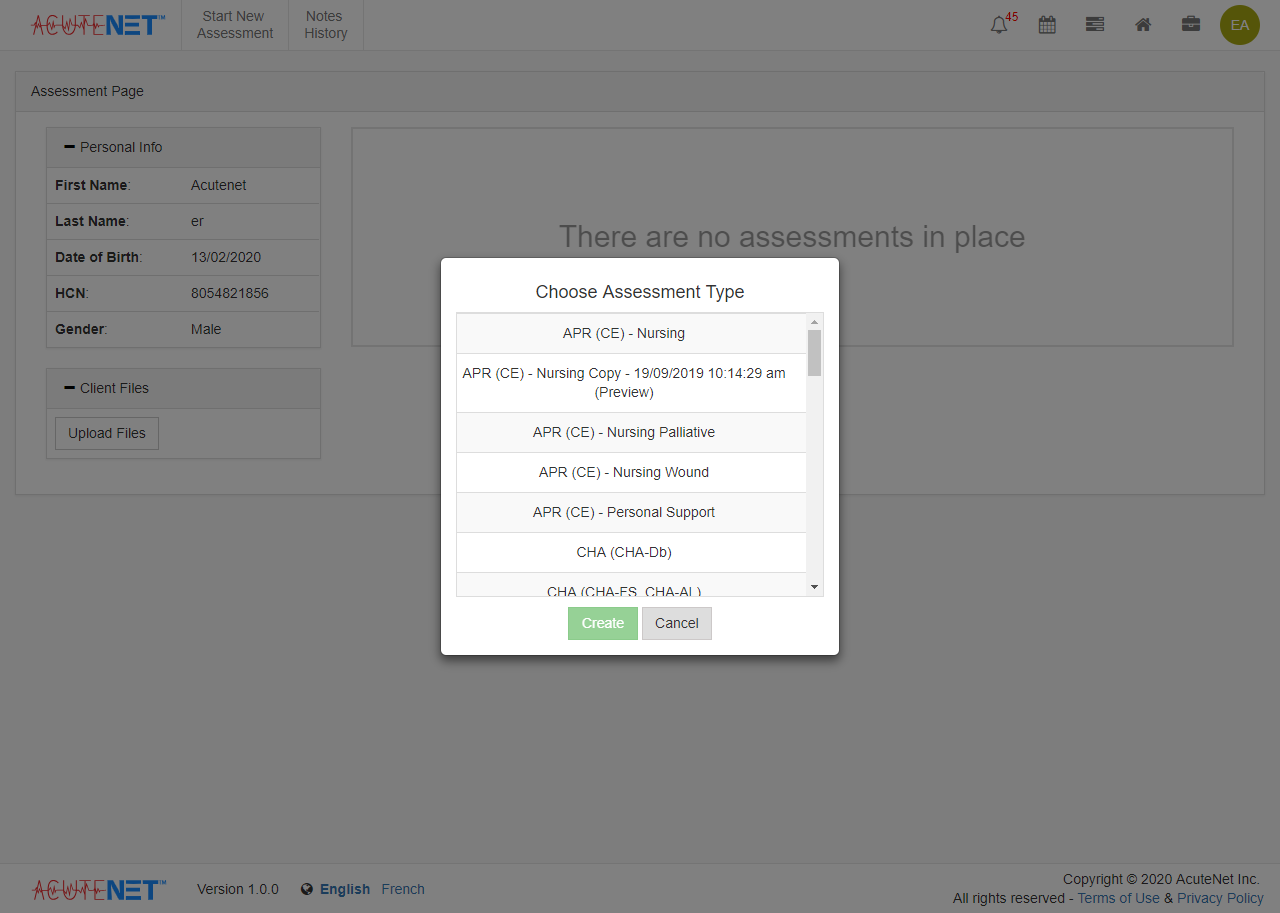 ACUTENET™
Start New
Assessment
Notes
History
45
EA
Assessment Page
Personal Info
First Name: Acutenet
Last Name: er
Date of Birth: 13/02/2020
HCN: 8054821856
Gender: Male
Client Files
Upload Files
There are no assessments in place
Choose Assessment Type
APR (CE) - Nursing
APR (CE) - Nursing Copy - 19/09/2019 10:14:29 am
(Preview)
APR (CE) - Nursing Palliative
APR (CE) - Nursing Wound
APR (CE) - Personal Support
CHA (CHA-Db)
CHA (CHA-FS, CHA-AL)
Create Cancel
ACUTENET™
Version 1.0.0
English French
Copyright © 2020 AcuteNet Inc.
All rights reserved - Terms of Use & Privacy Policy